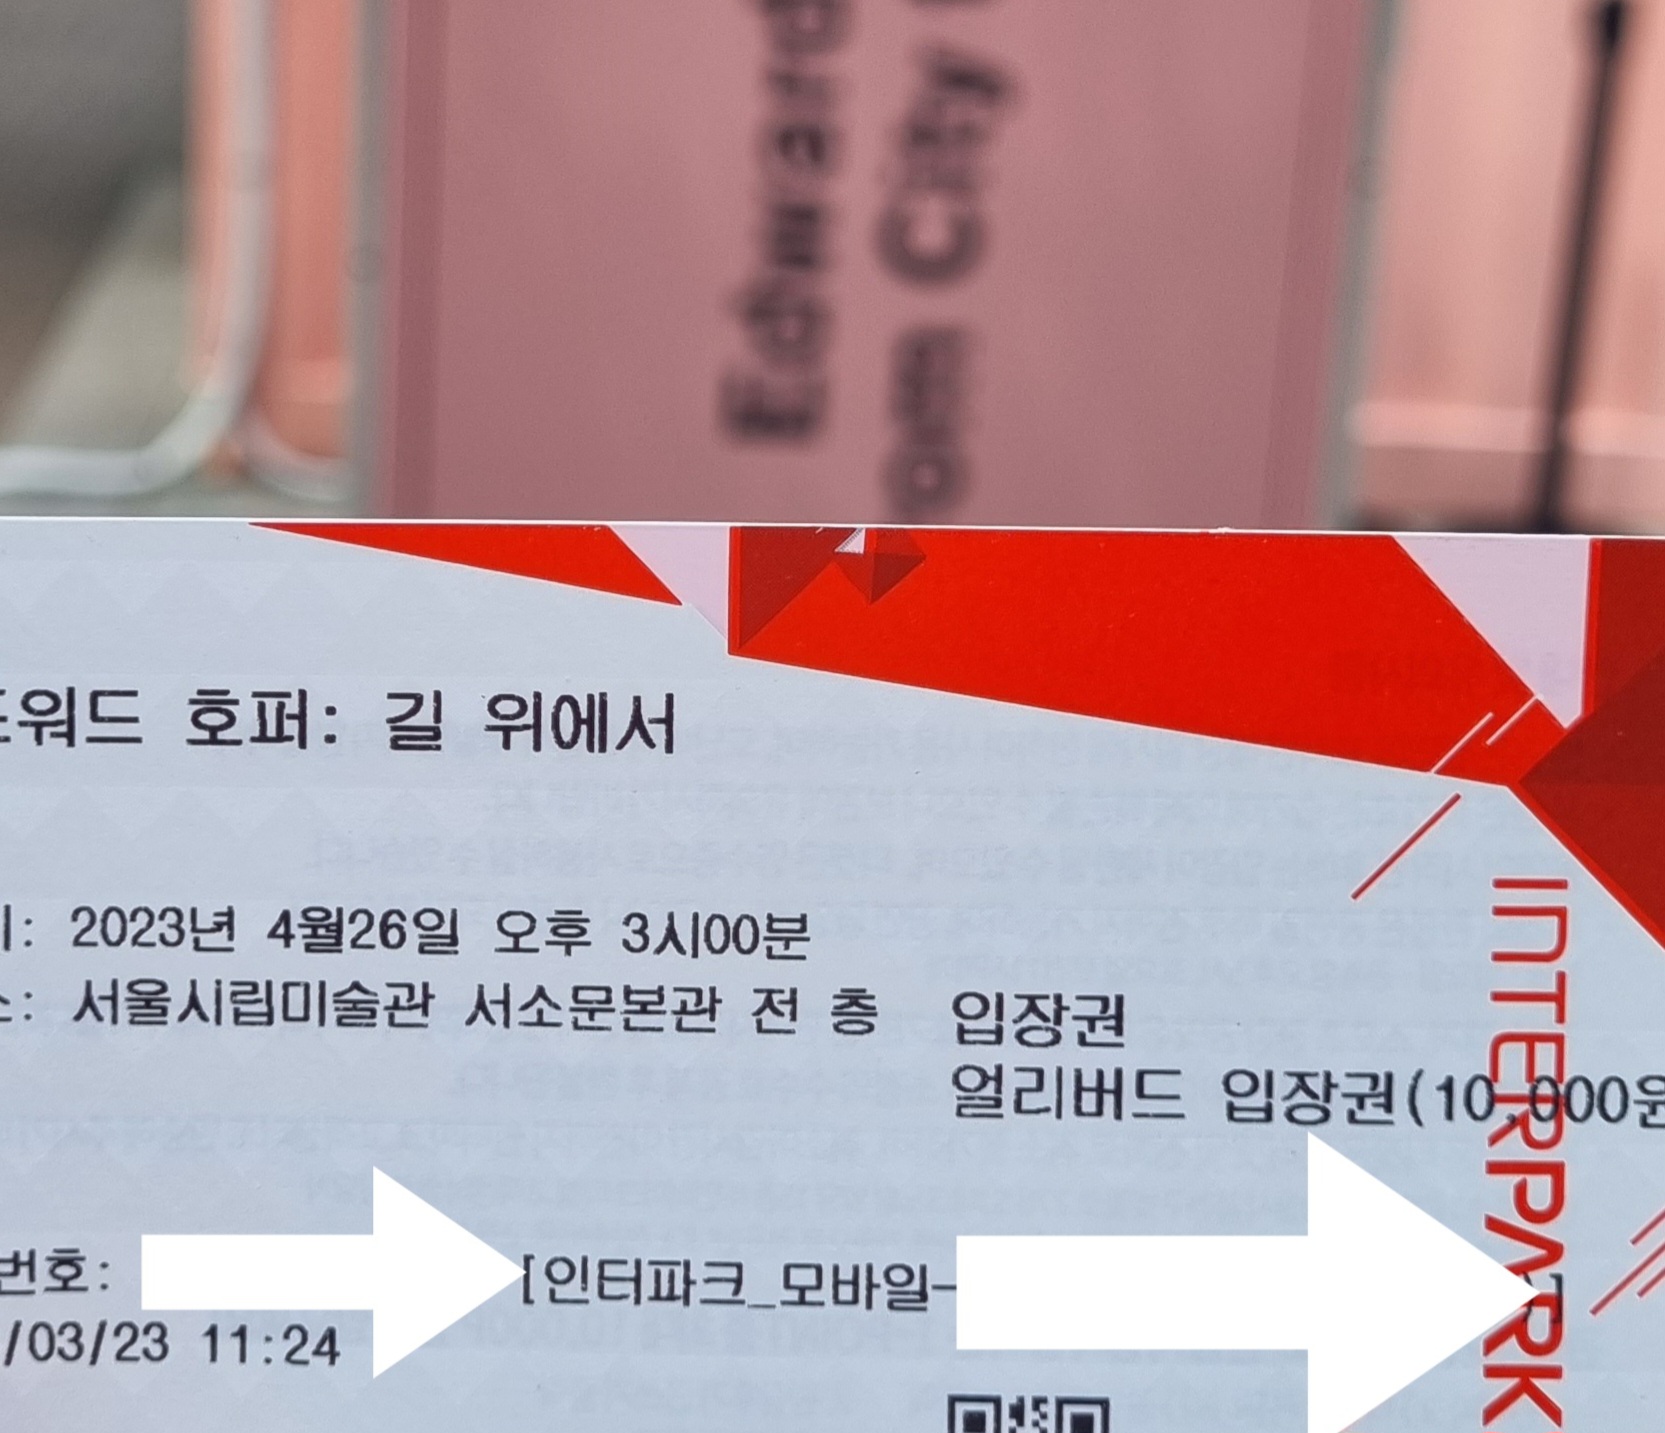 Edward
om City
드워드 호퍼: 길 위에서
: 2023년 4월26일 오후 3시00분
: 서울시립미술관 서소문본관 전 층
입장권
얼리버드 입장권(10,000원
번호:
[인터파크_모바일-
]
/03/23 11:24
INTERPARK